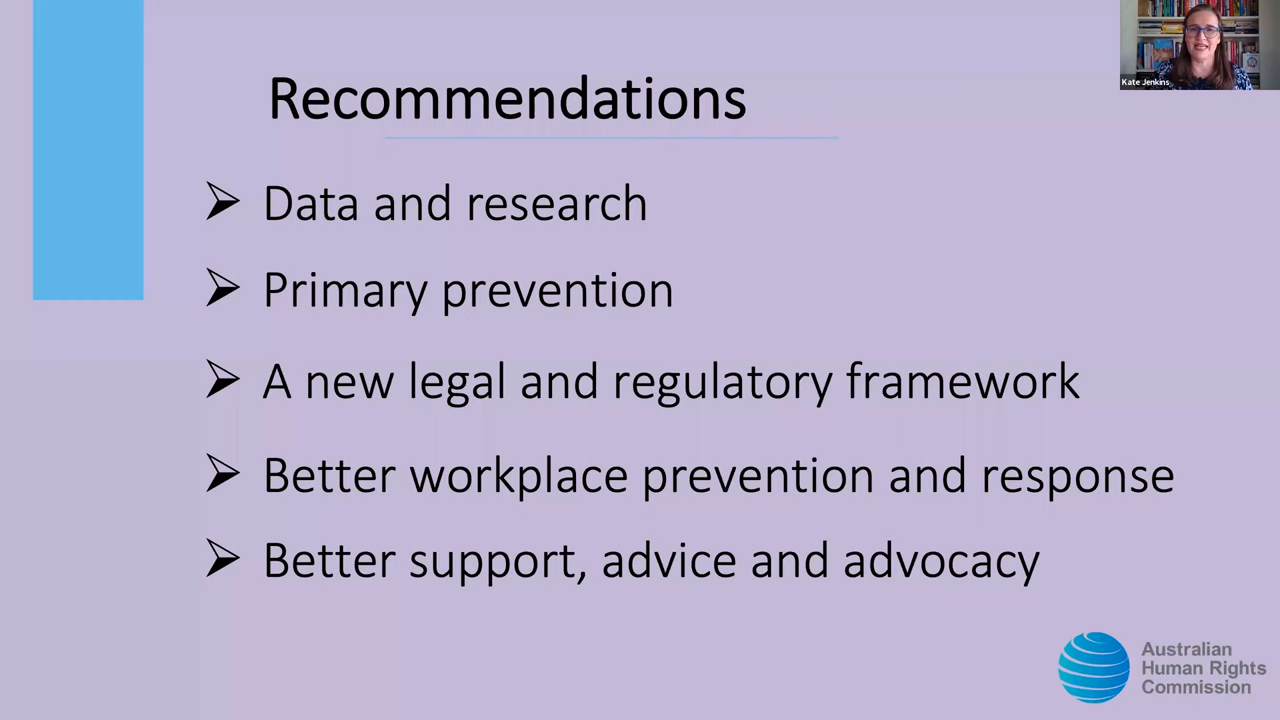 Kate Jenkins
Recommendations
Data and research
Primary prevention
A new legal and regulatory framework
Better workplace prevention and response
Better support, advice and advocacy
Australian
Human Rights
Commission